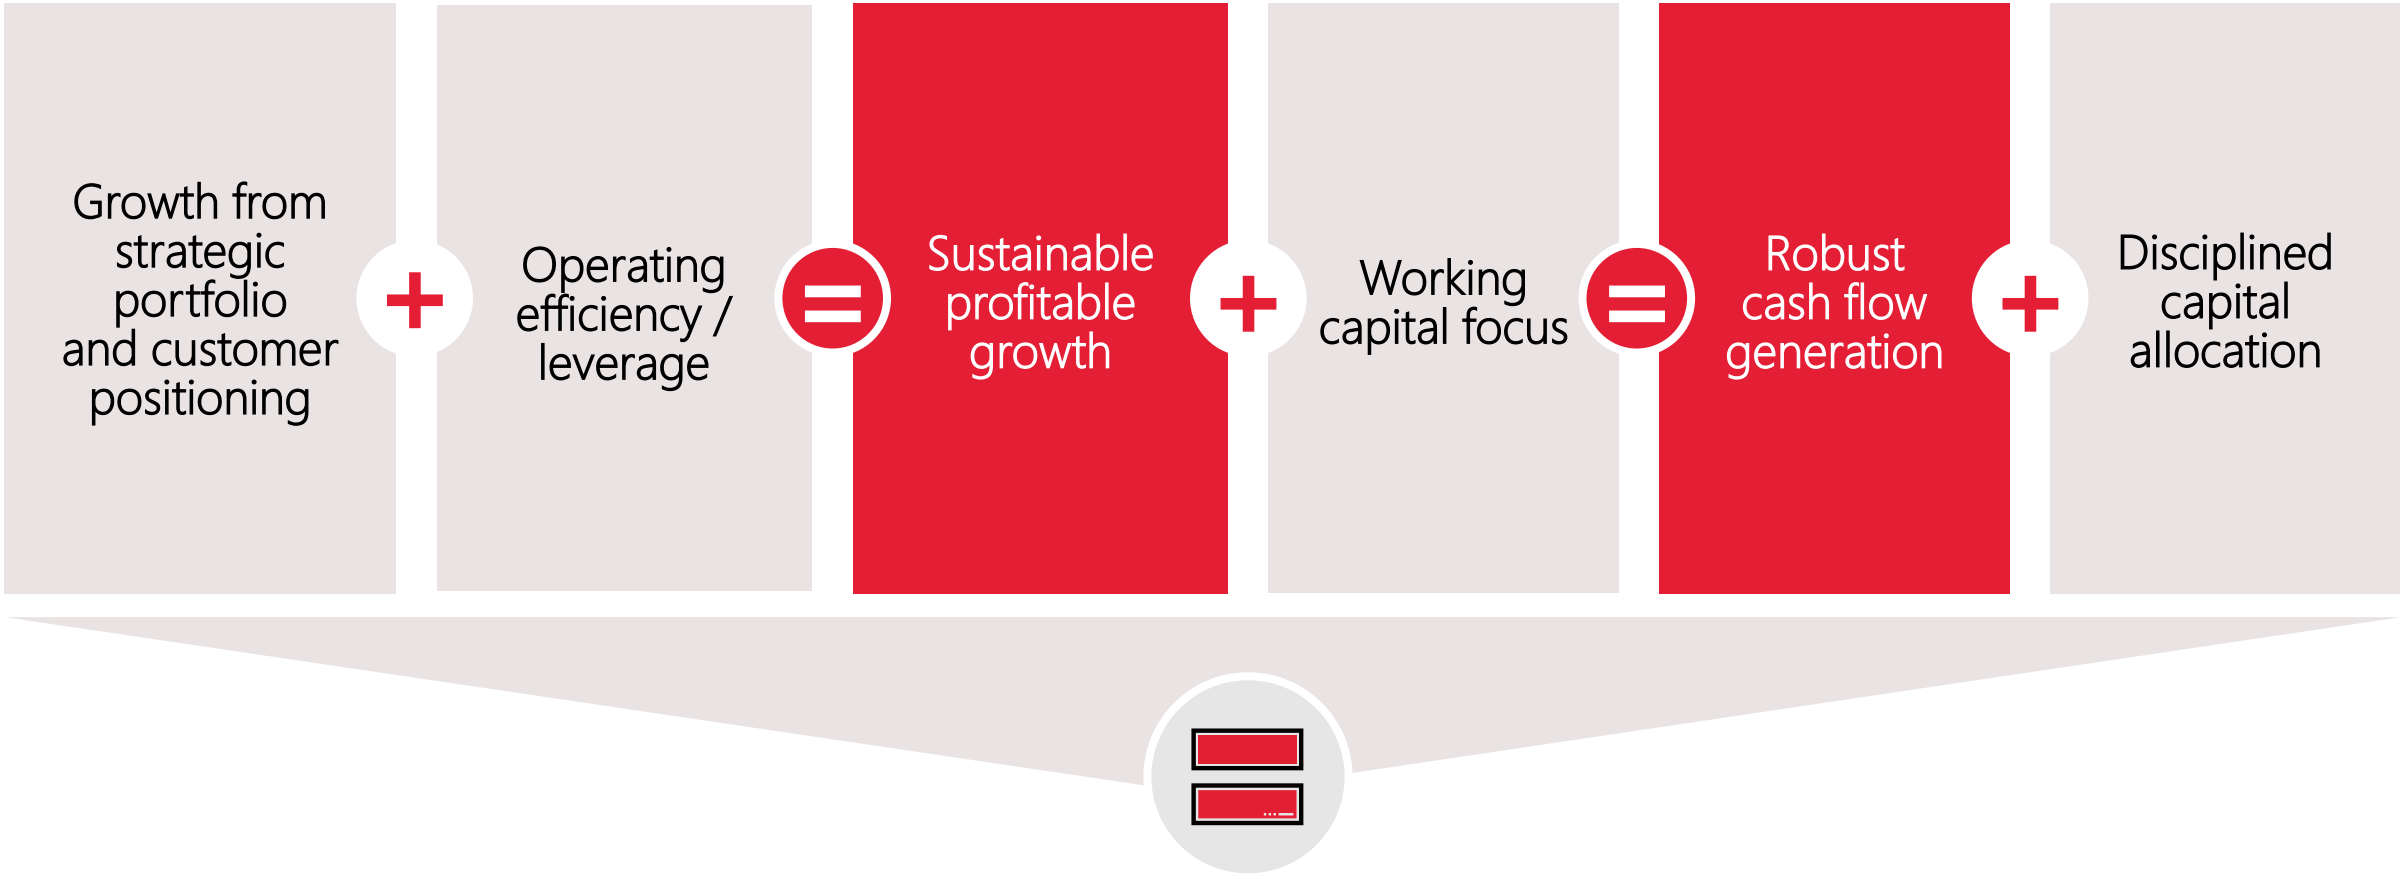 Growth from
strategic
portfolio
and customer
positioning
+
Operating
efficiency /
leverage
=
Sustainable
profitable
growth
+
Working
capital focus
=
Robust
cash flow
generation
+
Disciplined
capital
allocation
=